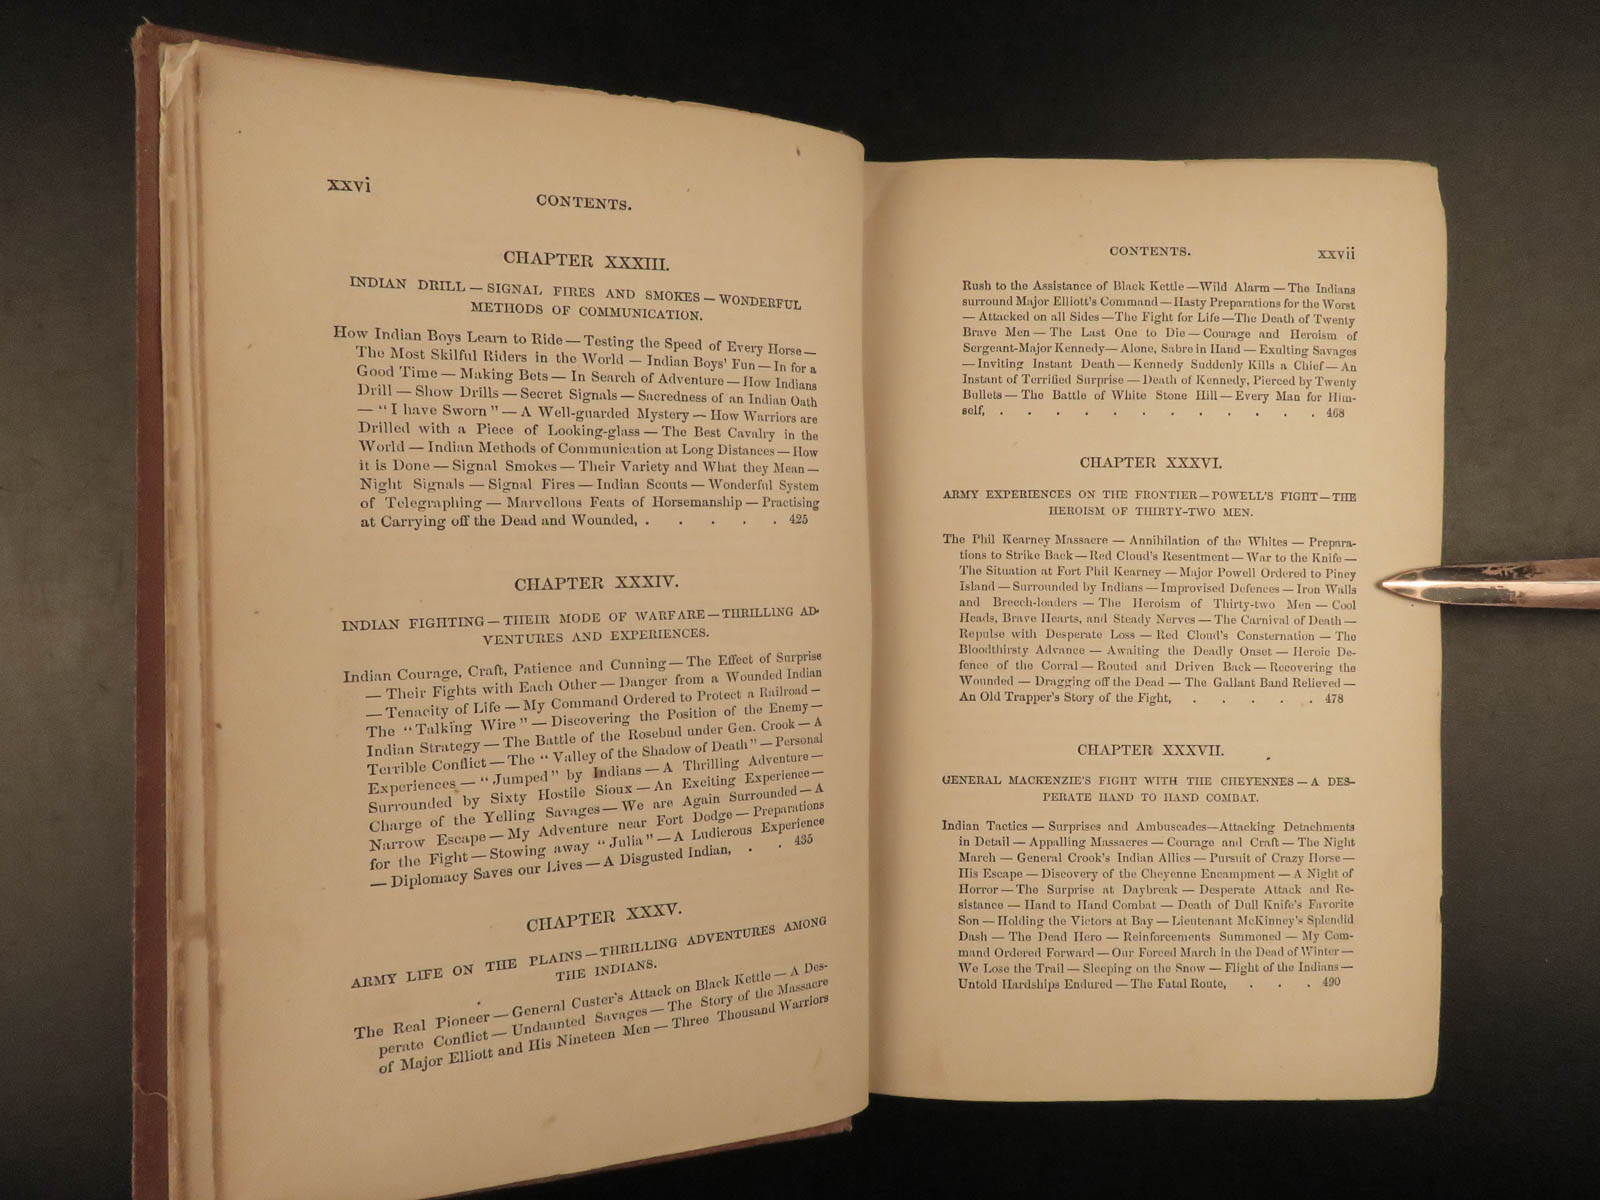 xxvi
CONTENTS.
CHAPTER XXXIII.
INDIAN DRILL — SIGNAL FIRES AND SMOKES — WONDERFUL
METHODS OF COMMUNICATION.
How Indian Boys Learn to Ride — Testing the Speed of Every Horse —
The Most Skilful Riders in the World — Indian Boys' Fun — In for a
Good Time — Making Bets — In Search of Adventure — How Indians
Drill — Show Drills — Secret Signals — Sacredness of an Indian Oath
— "I have Sworn" — A Well-guarded Mystery — How Warriors are
Drilled with a Piece of Looking-glass — The Best Cavalry in the
World — Indian Methods of Communication at Long Distances — How
it is Done — Signal Smokes — Their Variety and What they Mean —
Night Signals — Signal Fires — Indian Scouts — Wonderful System
of Telegraphing — Marvellous Feats of Horsemanship — Practising
at Carrying off the Dead and Wounded, . . . . . 425
CHAPTER XXXIV.
INDIAN FIGHTING — THEIR MODE OF WARFARE — THRILLING AD-
VENTURES AND EXPERIENCES.
Indian Courage, Craft, Patience and Cunning — The Effect of Surprise
— Their Fights with Each Other — Danger from a Wounded Indian
— Tenacity of Life — My Command Ordered to Protect a Railroad —
The "Talking Wire" — Discovering the Position of the Enemy —
Indian Strategy — The Battle of the Rosebud under Gen. Crook — A
Terrible Conflict — The "Valley of the Shadow of Death" — Personal
Experiences — "Jumped" by Indians — A Thrilling Adventure —
Surrounded by Sixty Hostile Sioux — An Exciting Experience —
Charge of the Yelling Savages — We are Again Surrounded — A
Narrow Escape — My Adventure near Fort Dodge — Preparations
for the Fight — Stowing away "Julia" — A Ludicrous Experience
— Diplomacy Saves our Lives — A Disgusted Indian, . . 435
CHAPTER XXXV.
ARMY LIFE ON THE PLAINS — THRILLING ADVENTURES AMONG
THE INDIANS.
The Real Pioneer — General Custer's Attack on Black Kettle — A Des-
perate Conflict — Undaunted Savages — The Story of the Massacre
of Major Elliott and His Nineteen Men — Three Thousand Warriors
CONTENTS. xxvii
Rush to the Assistance of Black Kettle — Wild Alarm — The Indians
surround Major Elliott's Command — Hasty Preparations for the Worst
— Attacked on all Sides — The Fight for Life — The Death of Twenty
Brave Men — The Last One to Die — Courage and Heroism of
Sergeant-Major Kennedy — Alone, Sabre in Hand — Exulting Savages
— Inviting Instant Death — Kennedy Suddenly Kills a Chief — An
Instant of Terrified Surprise — Death of Kennedy, Pierced by Twenty
Bullets — The Battle of White Stone Hill — Every Man for Him-
self, . . . . . . . . . . . . 468
CHAPTER XXXVI.
ARMY EXPERIENCES ON THE FRONTIER — POWELL'S FIGHT — THE
HEROISM OF THIRTY-TWO MEN.
The Phil Kearney Massacre — Annihilation of the Whites — Prepara-
tions to Strike Back — Red Cloud's Resentment — War to the Knife —
The Situation at Fort Phil Kearney — Major Powell Ordered to Piney
Island — Surrounded by Indians — Improvised Defences — Iron Walls
and Breech-loaders — The Heroism of Thirty-two Men — Cool
Heads, Brave Hearts, and Steady Nerves — The Carnival of Death —
Repulse with Desperate Loss — Red Cloud's Consternation — The
Bloodthirsty Advance — Awaiting the Deadly Onset — Heroic De-
fence of the Corral — Routed and Driven Back — Recovering the
Wounded — Dragging off the Dead — The Gallant Band Relieved —
An Old Trapper's Story of the Fight, . . . . . 478
CHAPTER XXXVII.
GENERAL MACKENZIE'S FIGHT WITH THE CHEYENNES — A DES-
PERATE HAND TO HAND COMBAT.
Indian Tactics — Surprises and Ambuscades — Attacking Detachments
in Detail — Appalling Massacres — Courage and Craft — The Night
March — General Crook's Indian Allies — Pursuit of Crazy Horse —
His Escape — Discovery of the Cheyenne Encampment — A Night of
Horror — The Surprise at Daybreak — Desperate Attack and Re-
sistance — Hand to Hand Combat — Death of Dull Knife's Favorite
Son — Holding the Victors at Bay — Lieutenant McKinney's Splendid
Dash — The Dead Hero — Reinforcements Summoned — My Com-
mand Ordered Forward — Our Forced March in the Dead of Winter —
We Lose the Trail — Sleeping on the Snow — Flight of the Indians —
Untold Hardships Endured — The Fatal Route, . . . 490